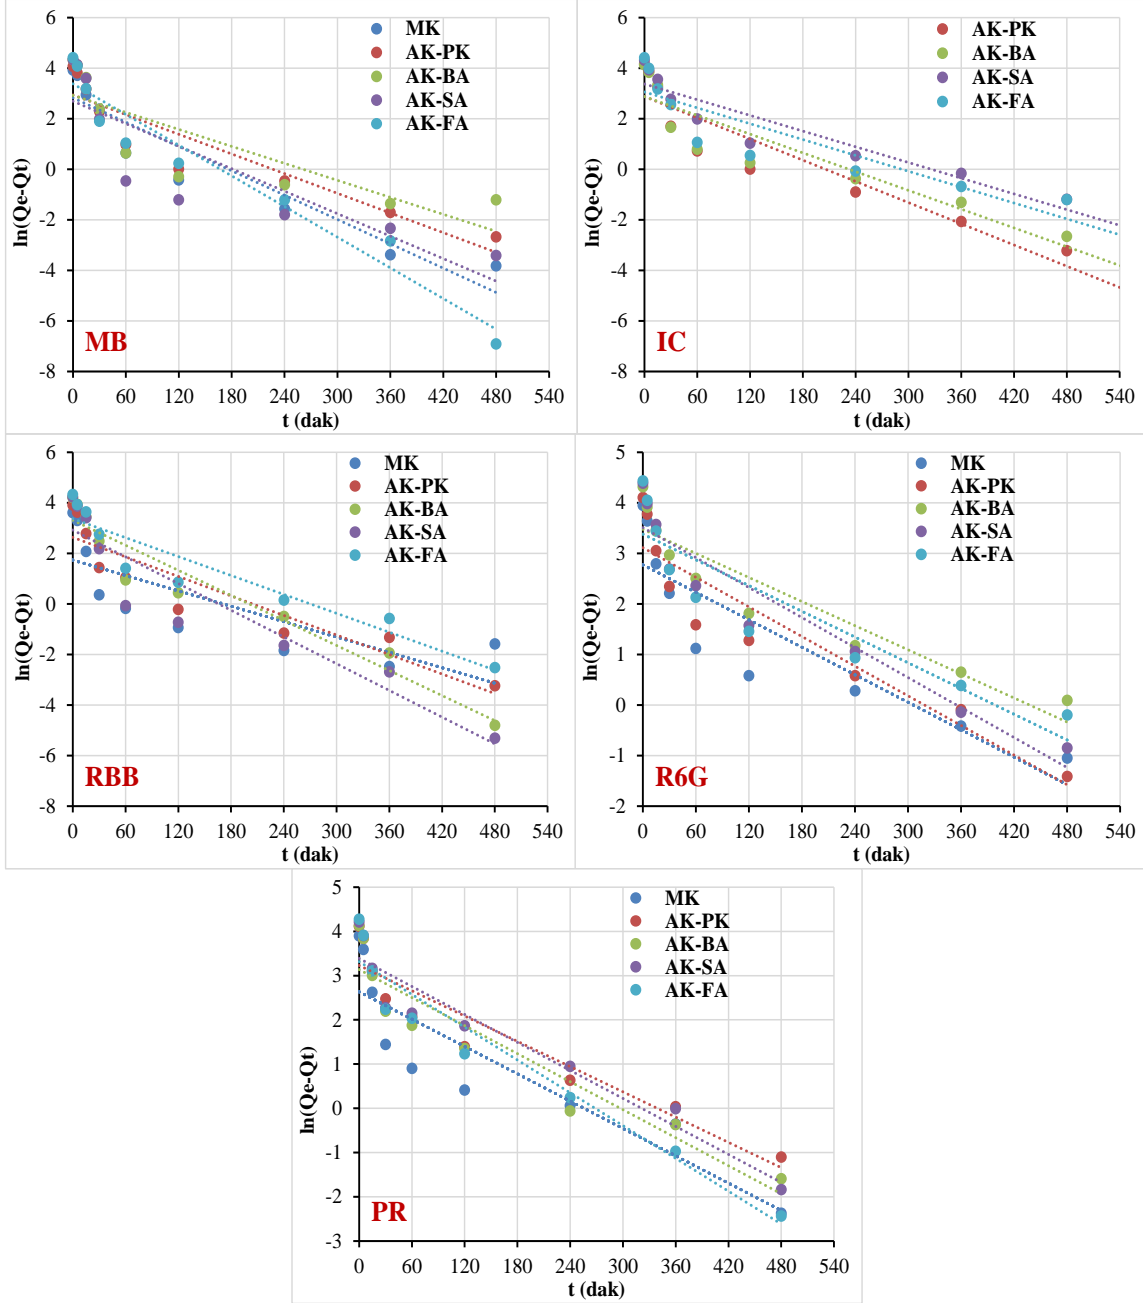 6
4
2
0
-2
-4
-6
-8
ln(Qe-Qt)
MK
AK-PK
AK-BA
AK-SA
AK-FA
MB
0 60 120 180 240 300 360 420 480 540
t (dak)
6
4
2
0
-2
-4
-6
-8
ln(Qe-Qt)
AK-PK
AK-BA
AK-SA
AK-FA
IC
0 60 120 180 240 300 360 420 480 540
t (dak)
6
4
2
0
-2
-4
-6
-8
ln(Qe-Qt)
MK
AK-PK
AK-BA
AK-SA
AK-FA
RBB
0 60 120 180 240 300 360 420 480 540
t (dak)
5
4
3
2
1
0
-1
-2
ln(Qe-Qt)
MK
AK-PK
AK-BA
AK-SA
AK-FA
R6G
0 60 120 180 240 300 360 420 480 540
t (dak)
5
4
3
2
1
0
-1
-2
-3
ln(Qe-Qt)
MK
AK-PK
AK-BA
AK-SA
AK-FA
PR
0 60 120 180 240 300 360 420 480 540
t (dak)